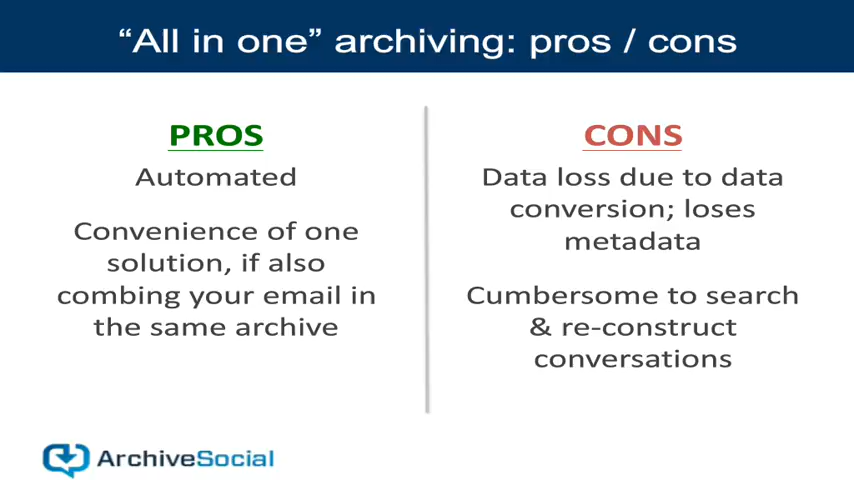 “All in one” archiving: pros / cons
PROS
Automated
Convenience of one
solution, if also
combing your email in
the same archive
CONS
Data loss due to data
conversion; loses
metadata
Cumbersome to search
& re-construct
conversations
ArchiveSocial